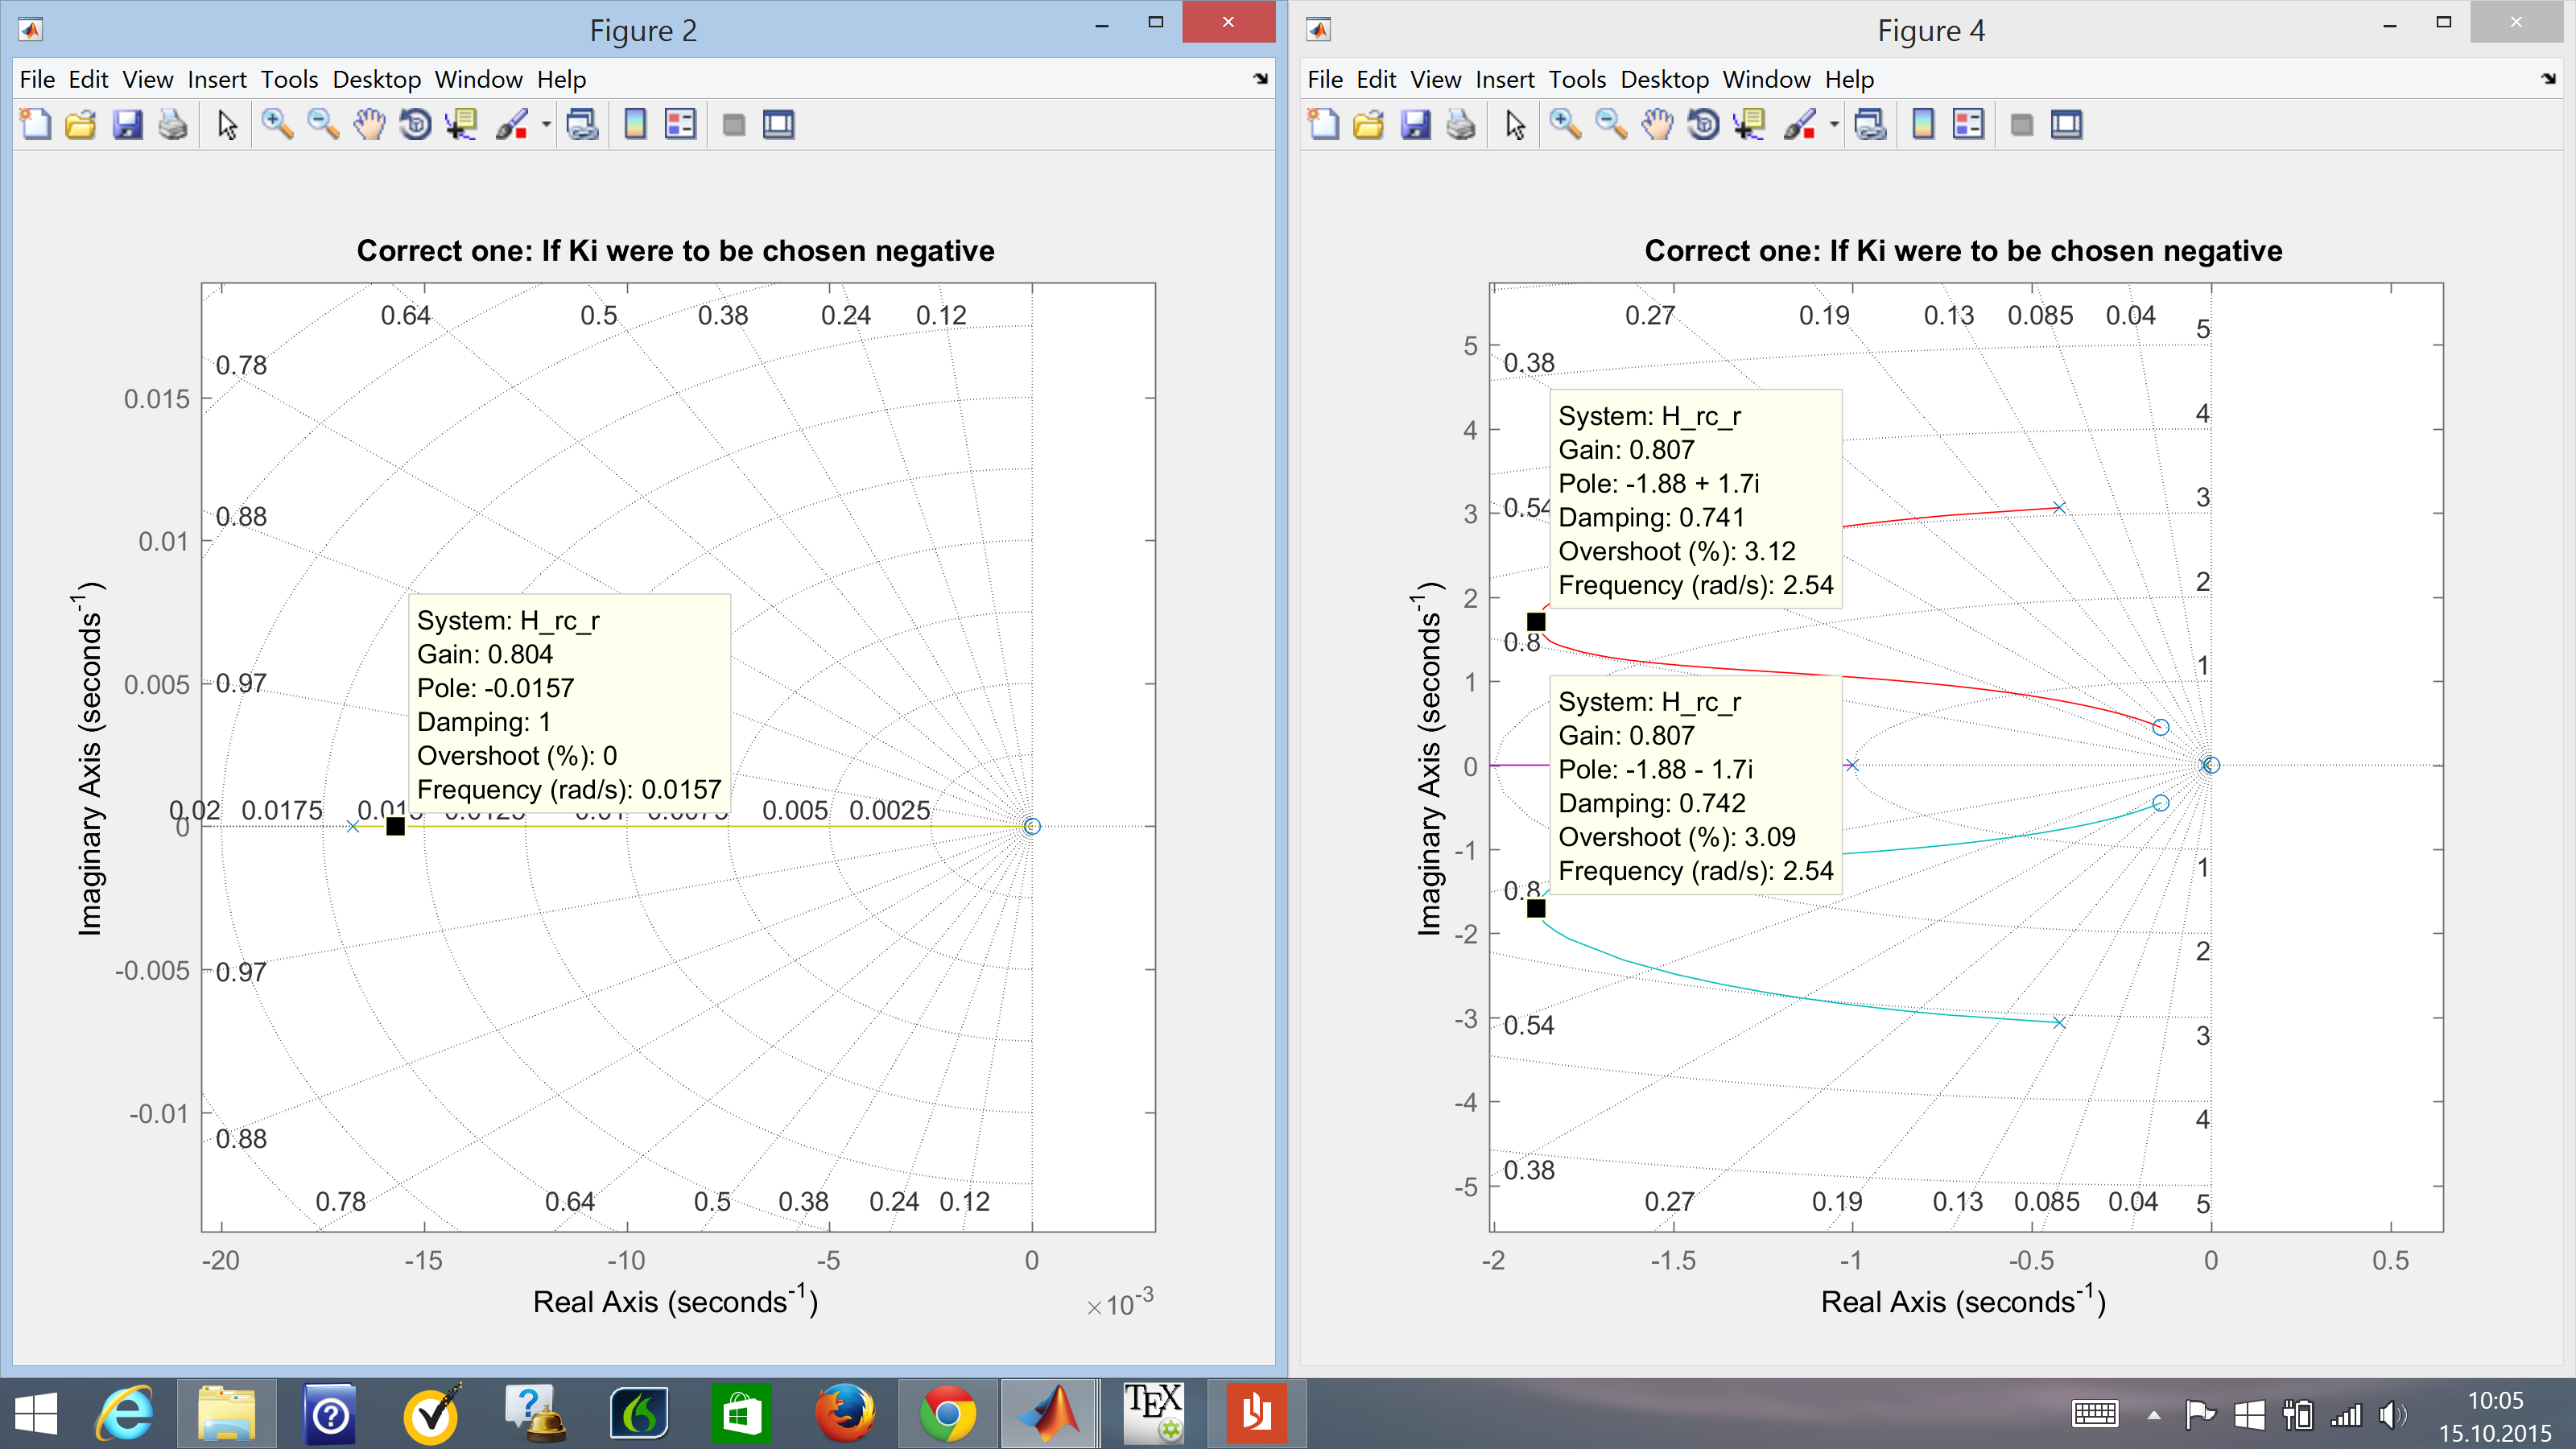 Figure 2
File Edit View Insert Tools Desktop Window Help
Correct one: If Ki were to be chosen negative
0.64 0.5 0.38 0.24 0.12
0.78
0.88
0.97
0.015
0.01
0.005
0
-0.005
-0.01
Imaginary Axis (seconds-1)
System: H_rc_r
Gain: 0.804
Pole: -0.0157
Damping: 1
Overshoot (%): 0
Frequency (rad/s): 0.0157
0.02 0.0175 0.005 0.0025
0.97
0.88
0.78 0.64 0.5 0.38 0.24 0.12
-20 -15 -10 -5 0
×10-3
Real Axis (seconds-1)
Figure 4
File Edit View Insert Tools Desktop Window Help
Correct one: If Ki were to be chosen negative
0.27 0.19 0.13 0.085 0.04 5
0.38
0.54
0.8
5
4
3
2
1
0
-1
-2
-3
-4
-5
Imaginary Axis (seconds-1)
System: H_rc_r
Gain: 0.807
Pole: -1.88 + 1.7i
Damping: 0.741
Overshoot (%): 3.12
Frequency (rad/s): 2.54
4
3
2
1
System: H_rc_r
Gain: 0.807
Pole: -1.88 - 1.7i
Damping: 0.742
Overshoot (%): 3.09
Frequency (rad/s): 2.54
1
2
3
4
0.8
0.54
0.38
0.27 0.19 0.13 0.085 0.04 5
-2 -1.5 -1 -0.5 0 0.5
Real Axis (seconds-1)
TEX
10:05
15.10.2015